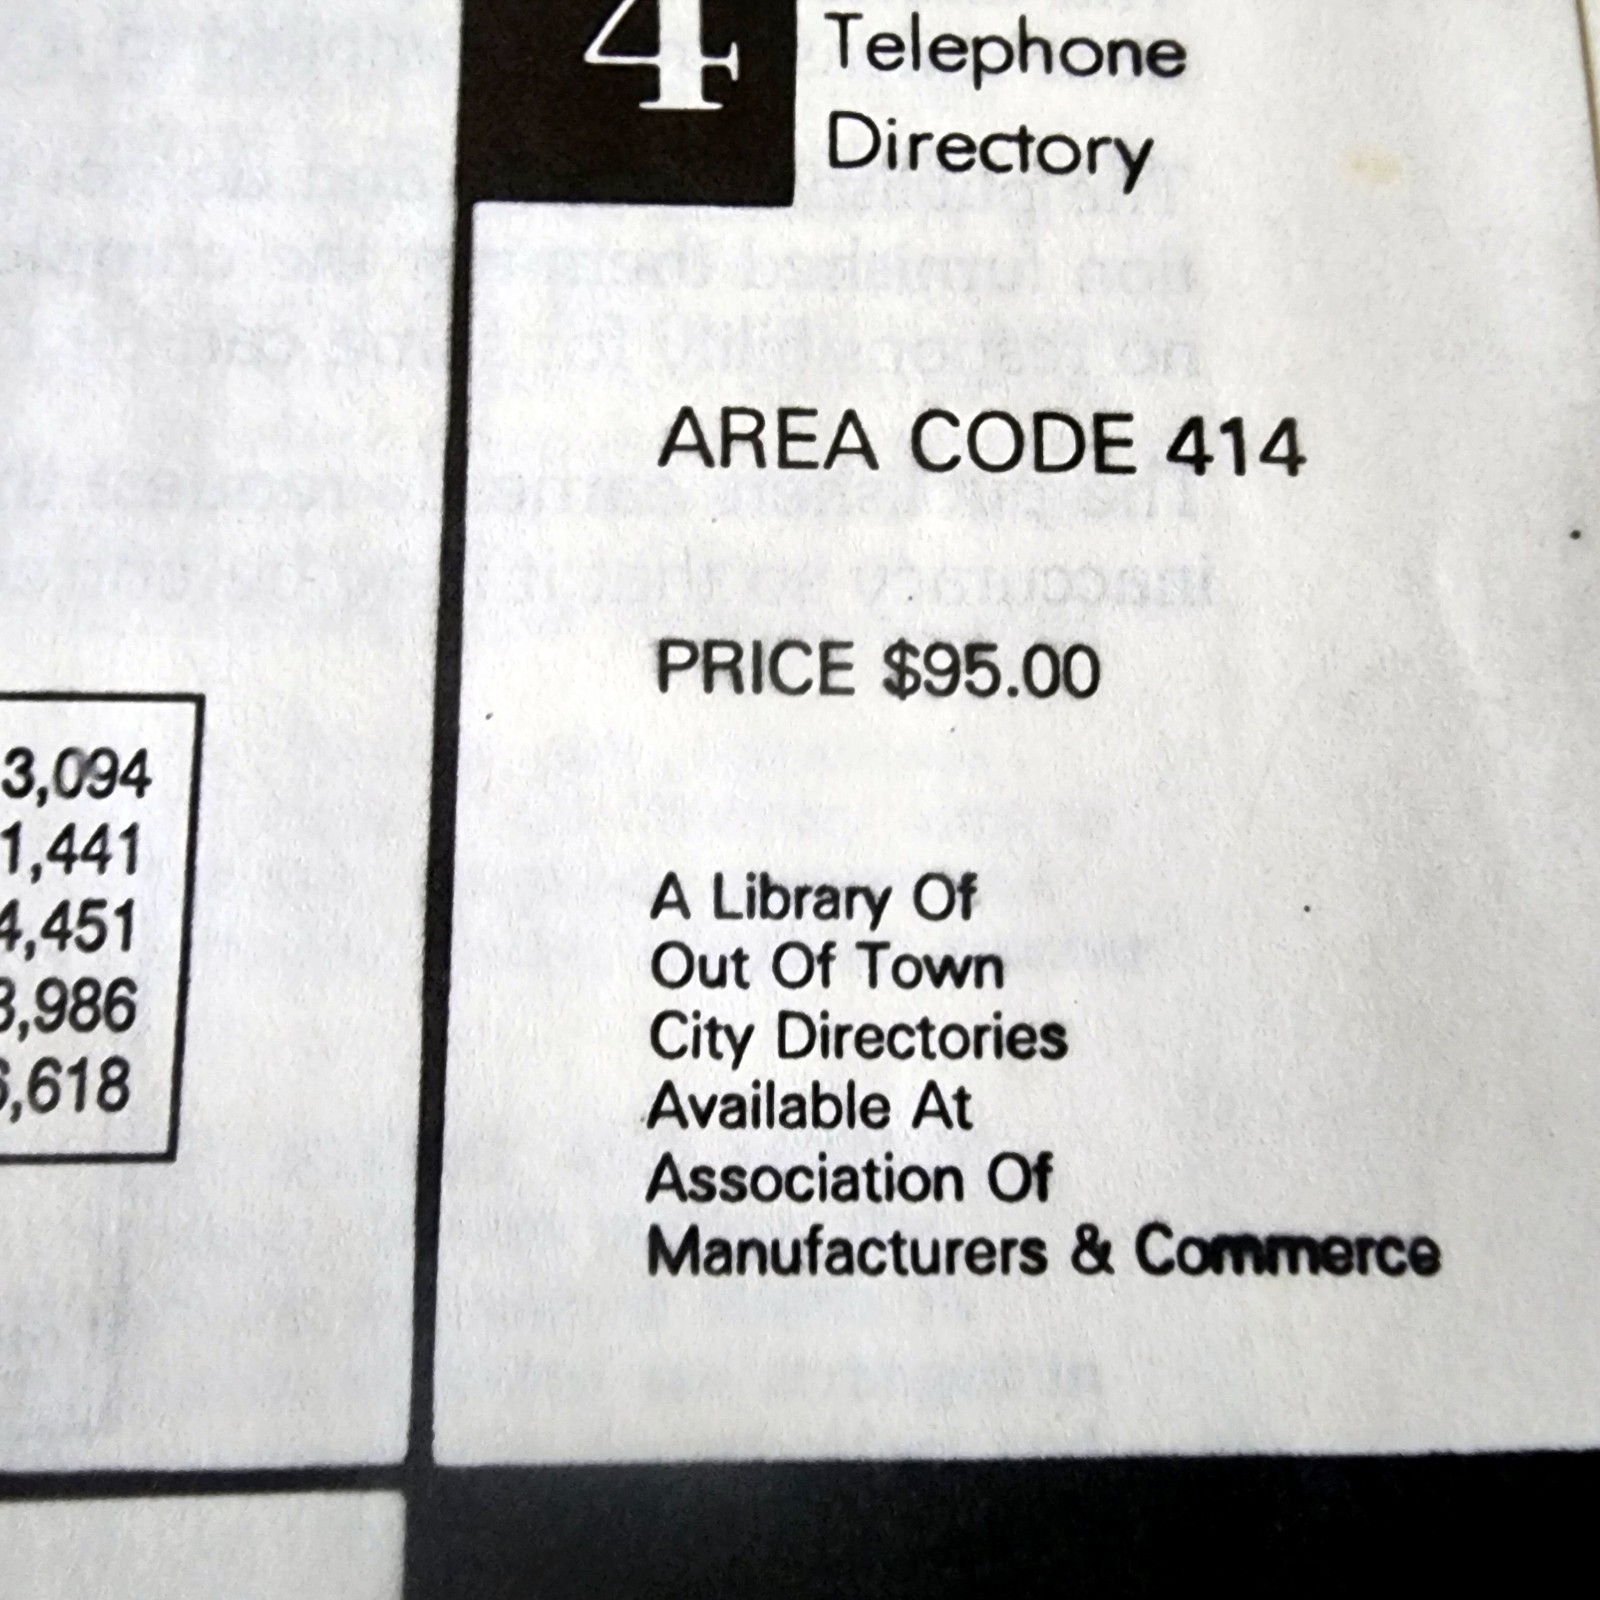 4
Telephone
Directory
AREA CODE 414
PRICE $95.00
3,094
1,441
4,451
3,986
6,618
A Library Of
Out Of Town
City Directories
Available At
Association Of
Manufacturers & Commerce